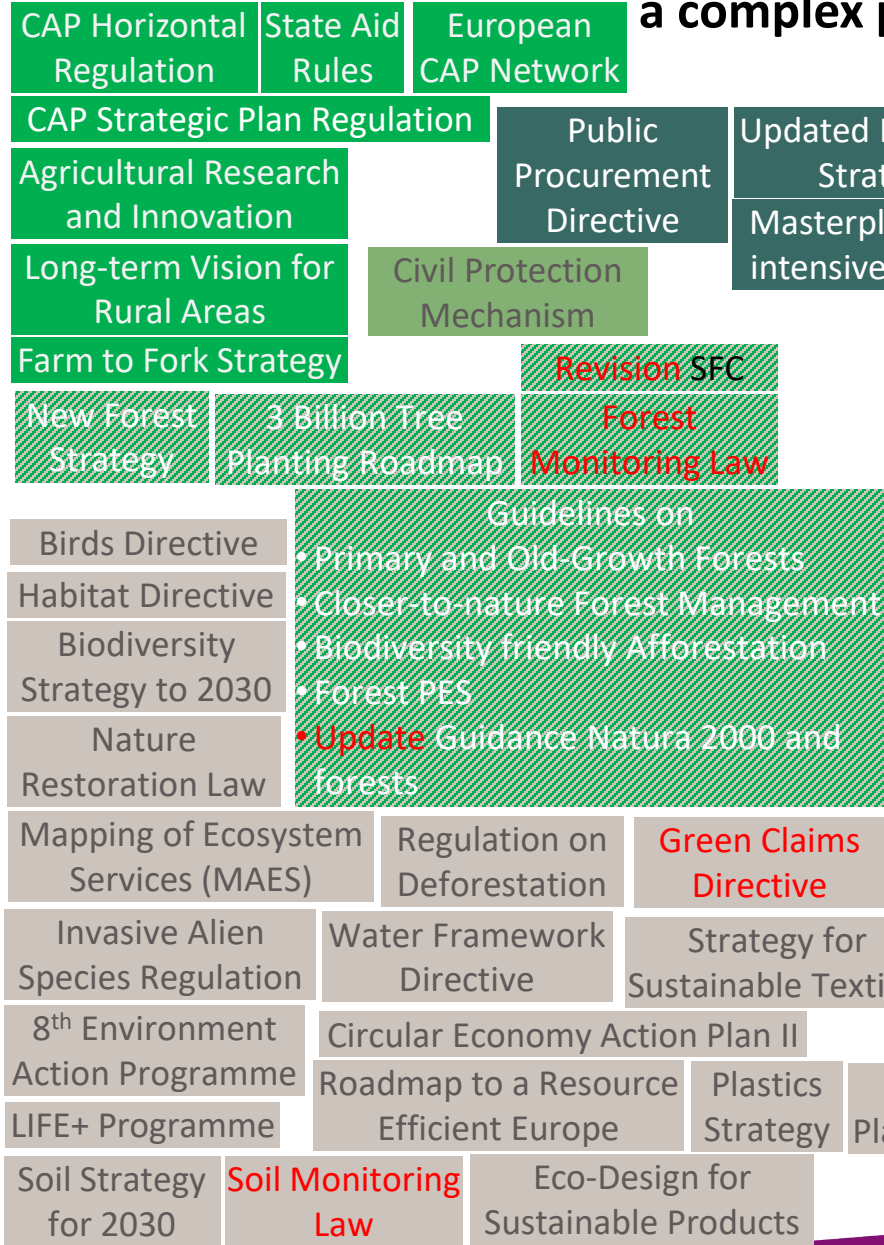 a complex p
CAP Horizontal
Regulation
State Aid
Rules
European
CAP Network
CAP Strategic Plan Regulation
Public
Procurement
Directive
Updated
Strat
Agricultural Research
and Innovation
Masterpl
intensive
Long-term Vision for
Rural Areas
Civil Protection
Mechanism
Farm to Fork Strategy
Revision SFC
New Forest
Strategy
3 Billion Tree
Planting Roadmap
Forest
Monitoring Law
Guidelines on
• Primary and Old-Growth Forests
• Closer-to-nature Forest Management
• Biodiversity friendly Afforestation
• Forest PES
• Update Guidance Natura 2000 and
forests
Birds Directive
Habitat Directive
Biodiversity
Strategy to 2030
Nature
Restoration Law
Mapping of Ecosystem
Services (MAES)
Regulation on
Deforestation
Green Claims
Directive
Invasive Alien
Species Regulation
Water Framework
Directive
Strategy for
Sustainable Texti
8th Environment
Action Programme
Circular Economy Action Plan II
Roadmap to a Resource
Efficient Europe
Plastics
Strategy
Pla
LIFE+ Programme
Soil Strategy
for 2030
Soil Monitoring
Law
Eco-Design for
Sustainable Products